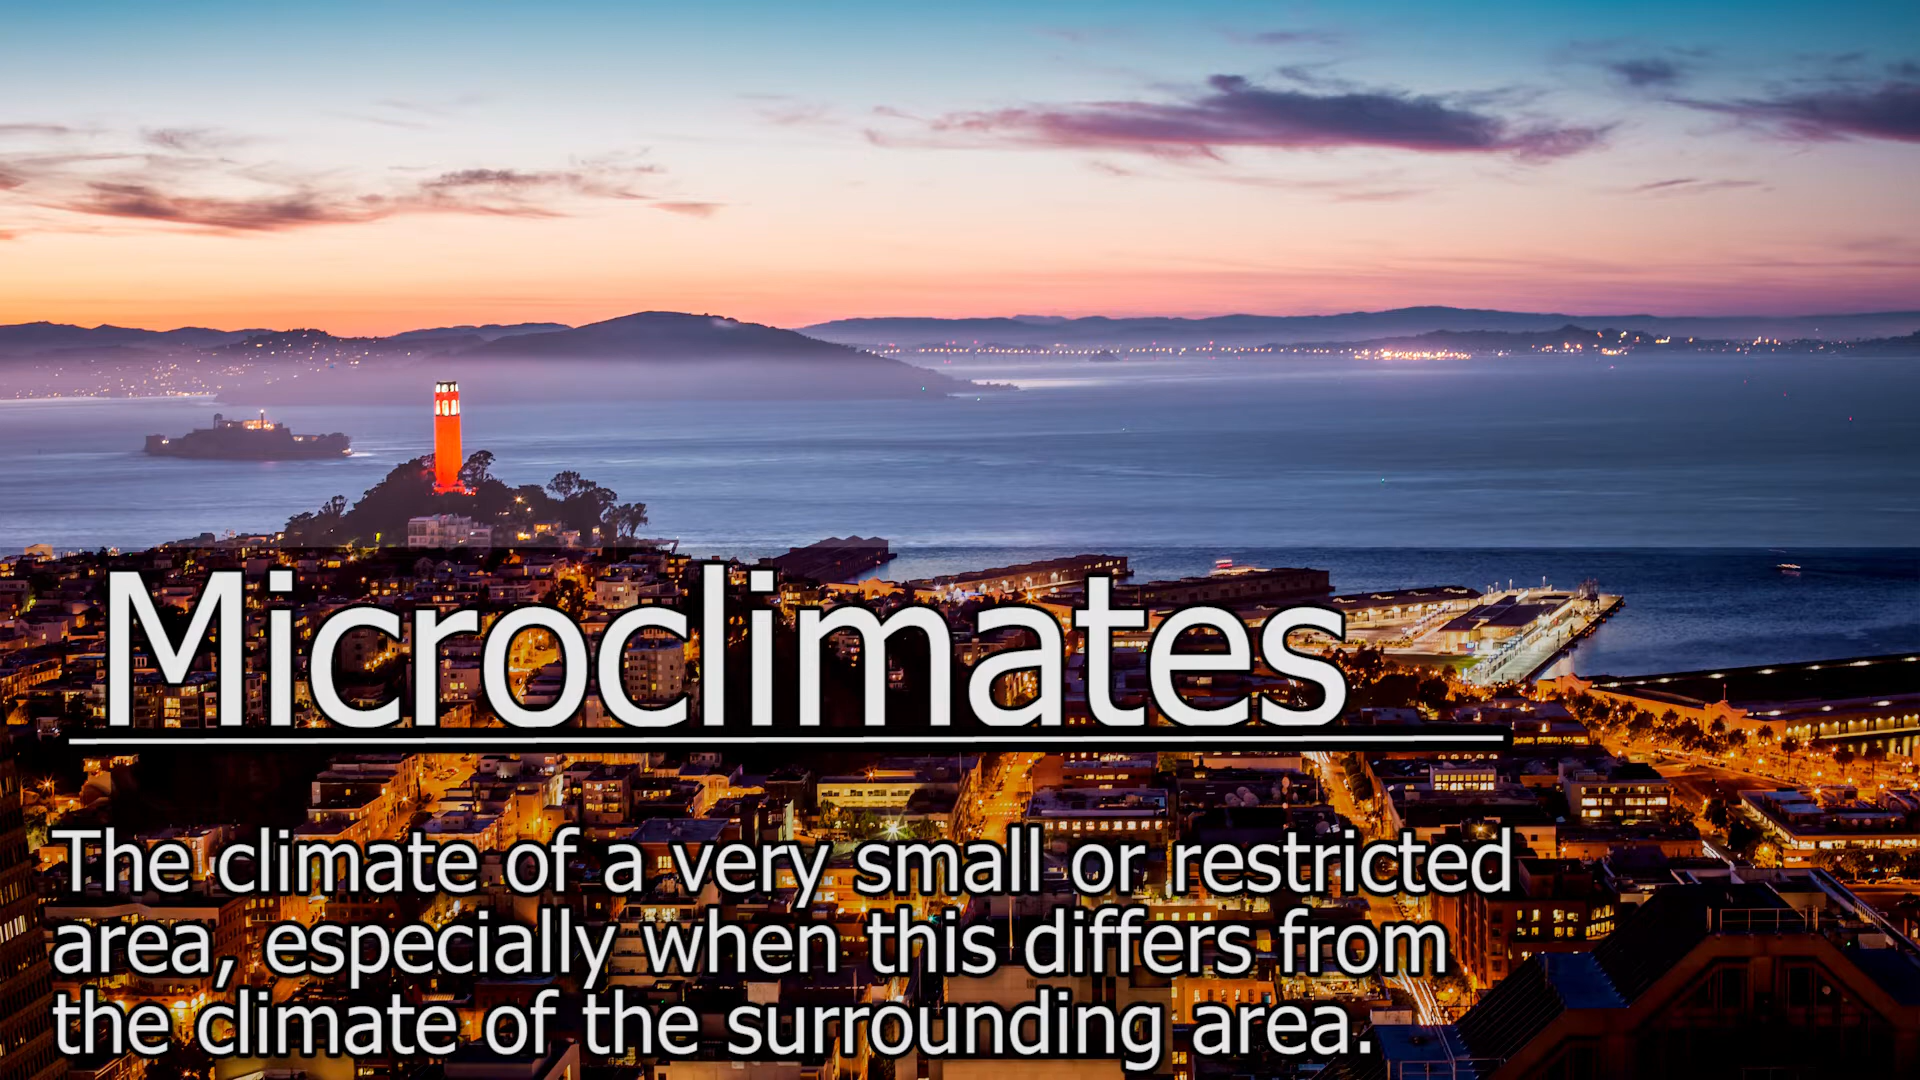 Microclimates
The climate of a very small or restricted
area, especially when this differs from
the climate of the surrounding area.